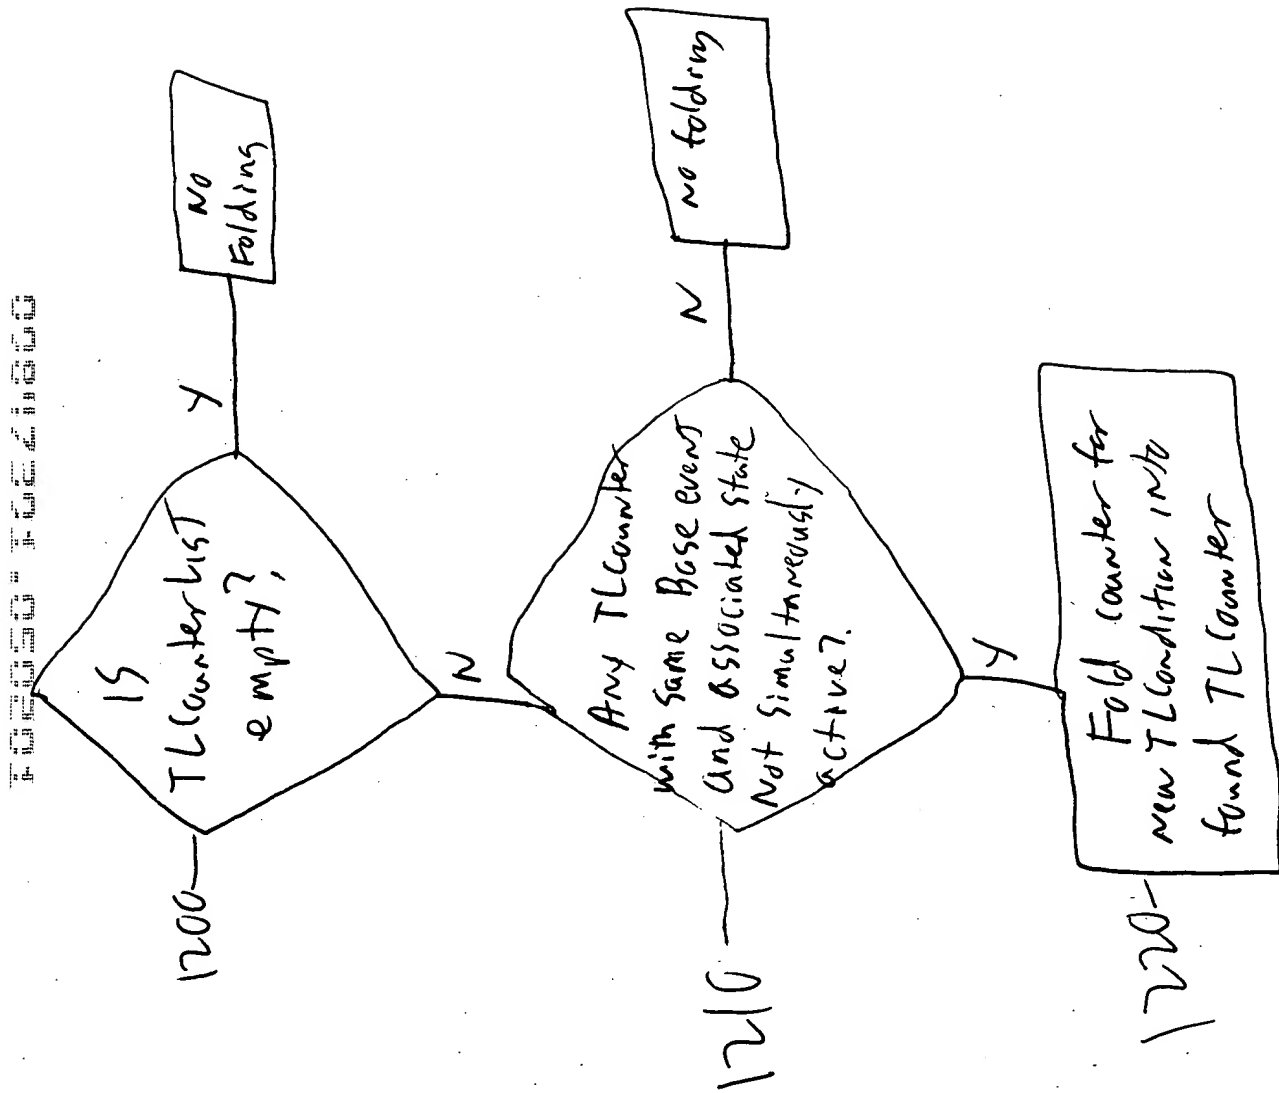 1200
Is
TLCounterList
empty?
Y
No
Folding
N
1210
Any TLCounter
with same Base event
and associated state
Not simultaneously
active?
N
No folding
Y
1220
Fold counter for
new TLCondition into
found TLCounter